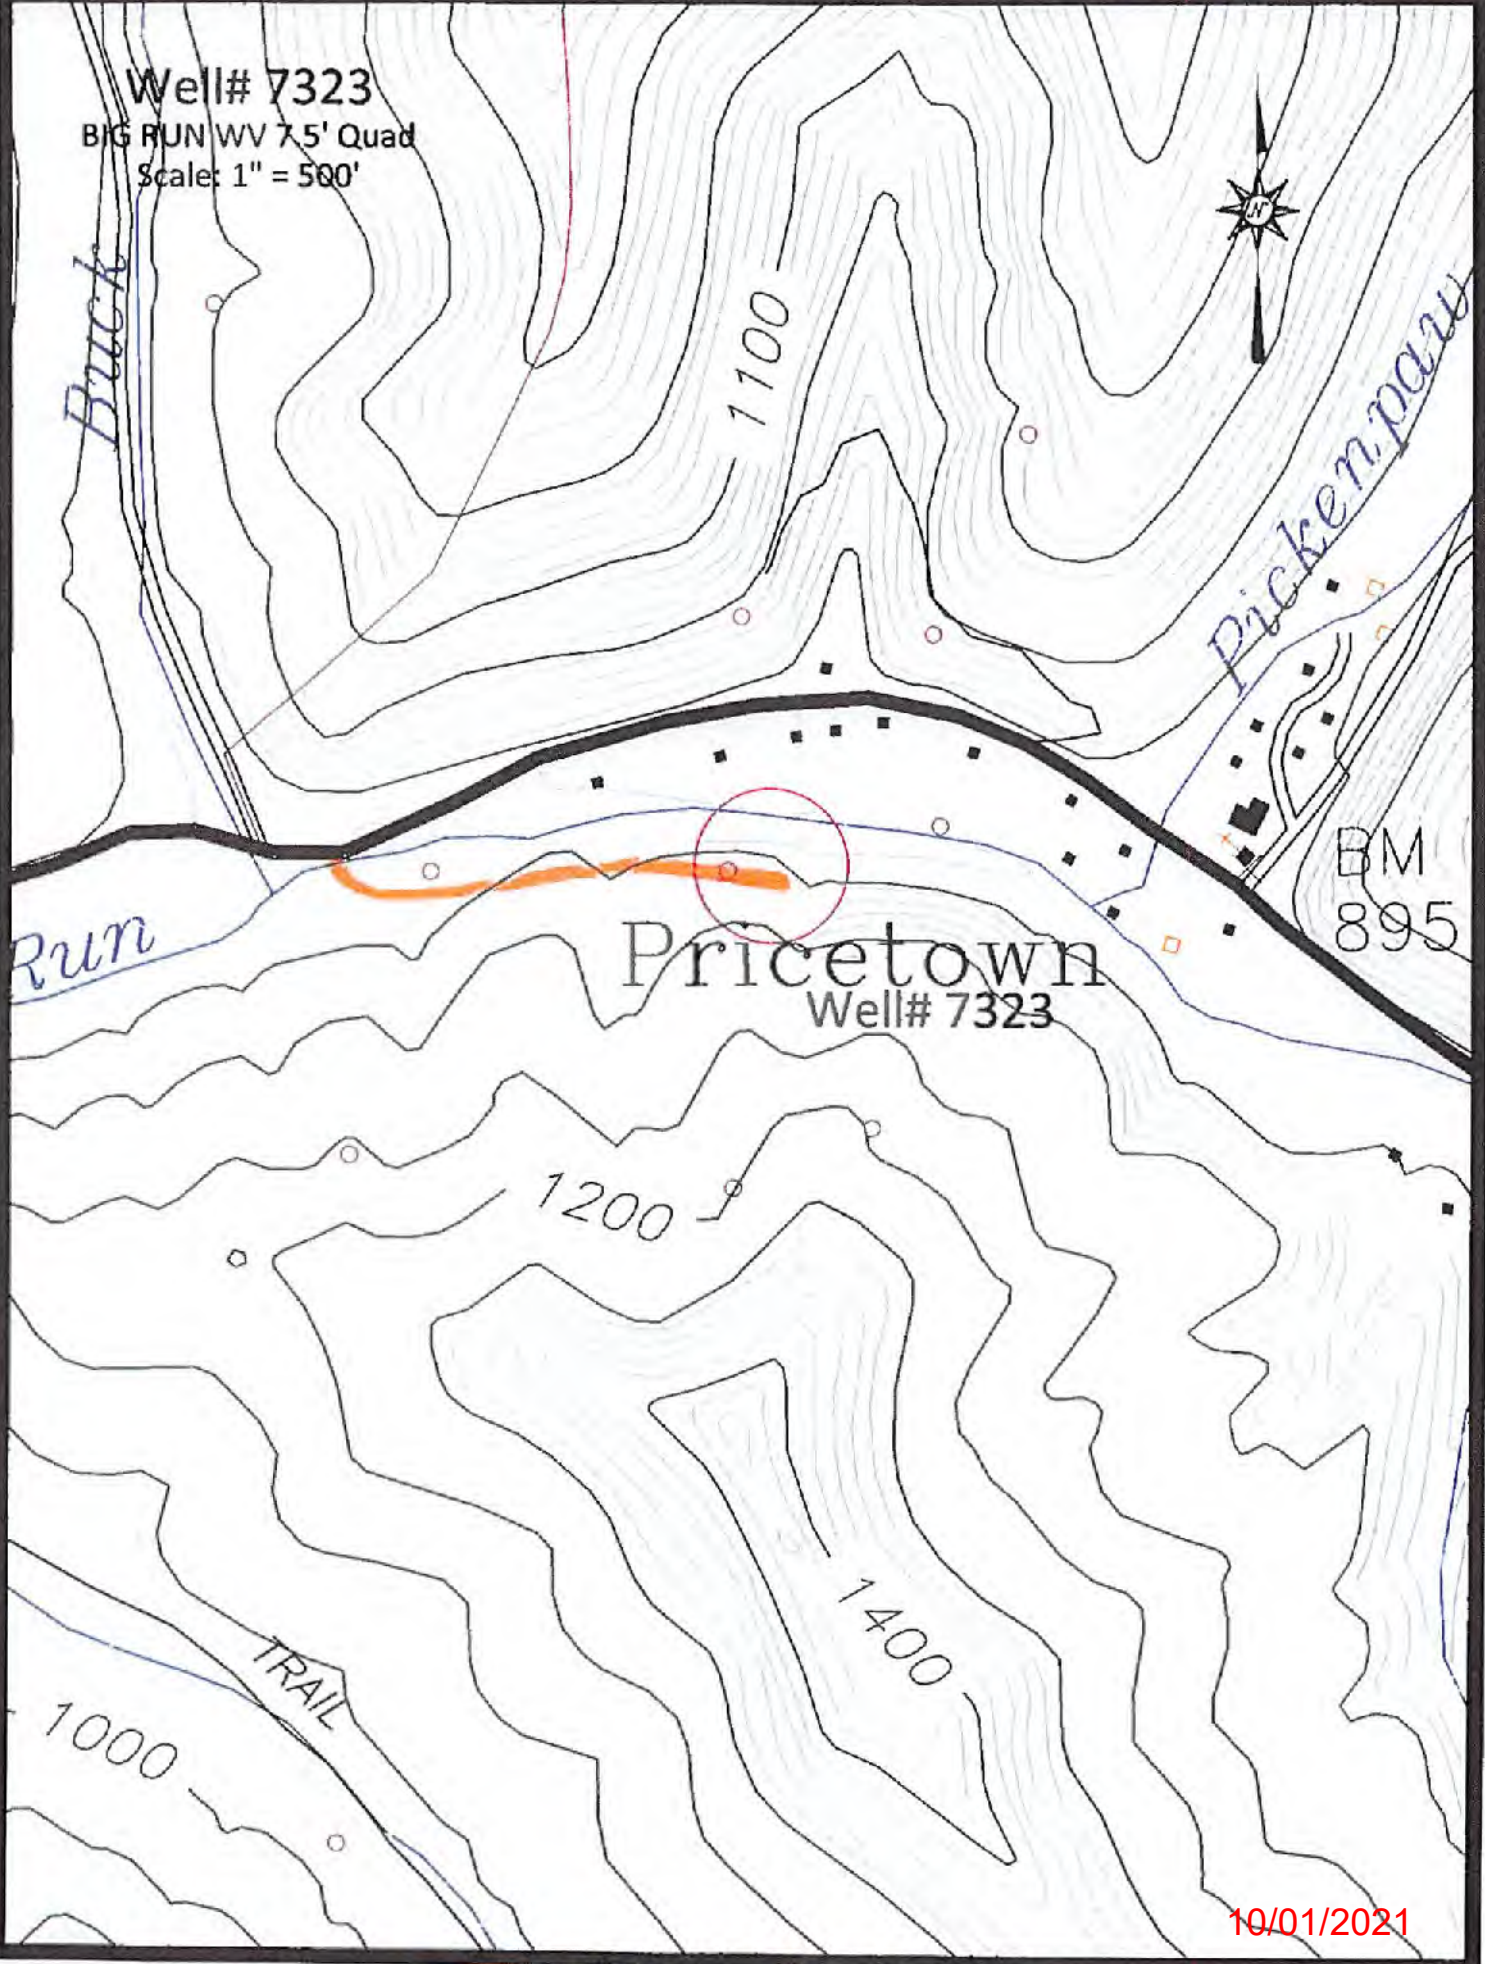 Well# 7323
BIG RUN WV 7.5' Quad
Scale: 1" = 500'
N
Buck
1100
Pickenpaw
BM
895
Run
Pricetown
Well# 7323
1200
1400
TRAIL
1000
10/01/2021